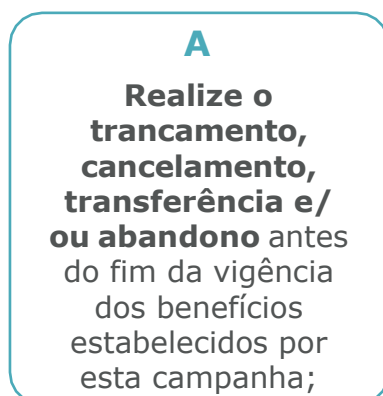 A
Realize o
trancamento,
cancelamento,
transferência e/
ou abandono antes
do fim da vigência
dos benefícios
estabelecidos por
esta campanha;